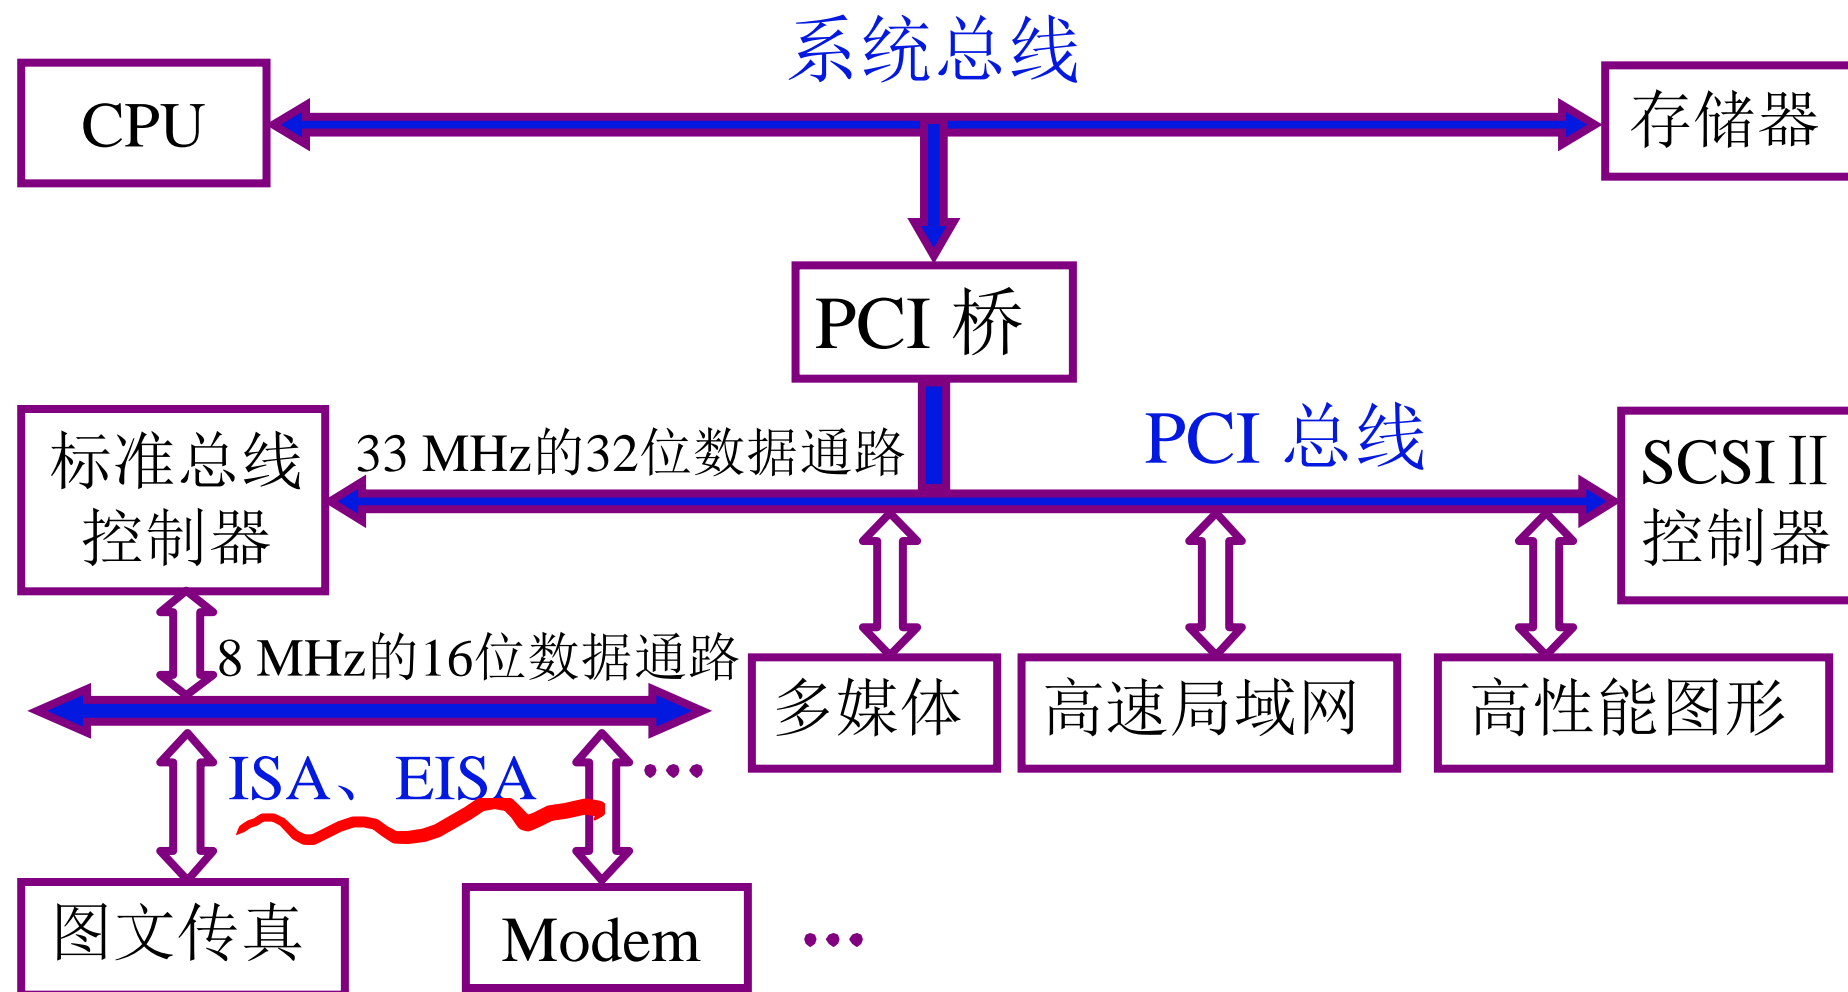 系统总线
CPU
存储器
PCI 桥
标准总线
控制器
33 MHz的32位数据通路
PCI 总线
SCSIⅡ
控制器
8 MHz的16位数据通路
多媒体
高速局域网
高性能图形
ISA、EISA
…
图文传真
Modem
…